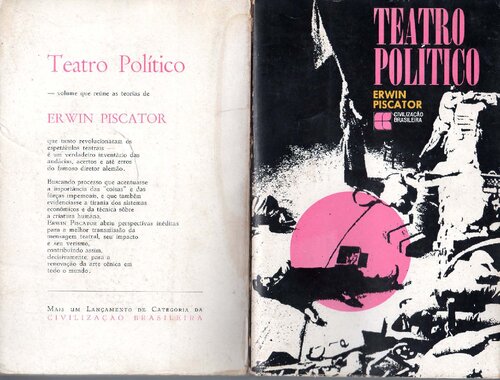 Teatro Político
— volume que reúne as teorias de
ERWIN PISCATOR
que tanto revolucionaram os
espetáculos teatrais —
é um verdadeiro inventário das
audácias, acertos e até erros
do famoso diretor alemão.
Buscando processo que acentuasse
a importância das "coisas" e das
fôrças impessoais, e que também
evidenciasse a tirania dos sistemas
econômicos e da técnica sôbre
a criatura humana,
Erwin Piscator abriu perspectivas inéditas
para a melhor transmissão da
mensagem teatral, seu impacto
e seu verismo,
contribuindo assim,
decisivamente, para a
renovação da arte cênica em
todo o mundo.
Mais um Lançamento de Categoria da
CIVILIZAÇÃO BRASILEIRA
TEATRO
POLÍTICO
ERWIN
PISCATOR
CIVILIZAÇÃO
BRASILEIRA